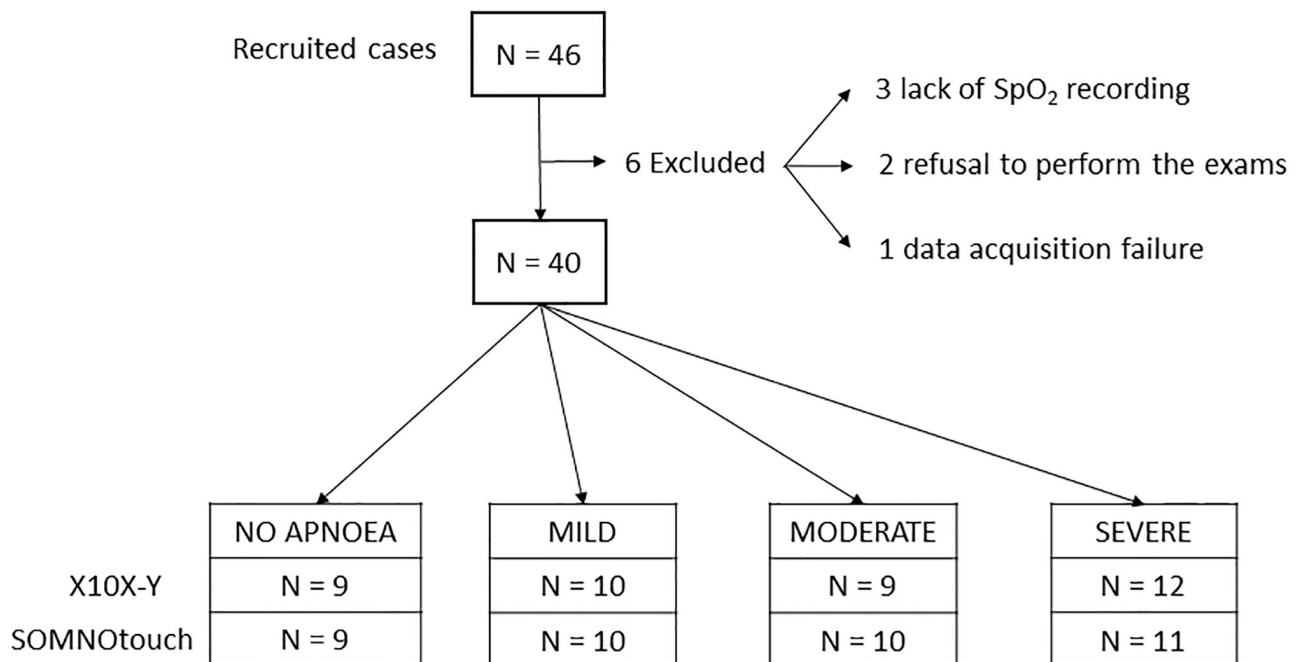 Recruited cases
N = 46
3 lack of SpO₂ recording
6 Excluded
2 refusal to perform the exams
1 data acquisition failure
N = 40
NO APNOEA MILD MODERATE SEVERE
X10X-Y N = 9 N = 10 N = 9 N = 12
SOMNOtouch N = 9 N = 10 N = 10 N = 11